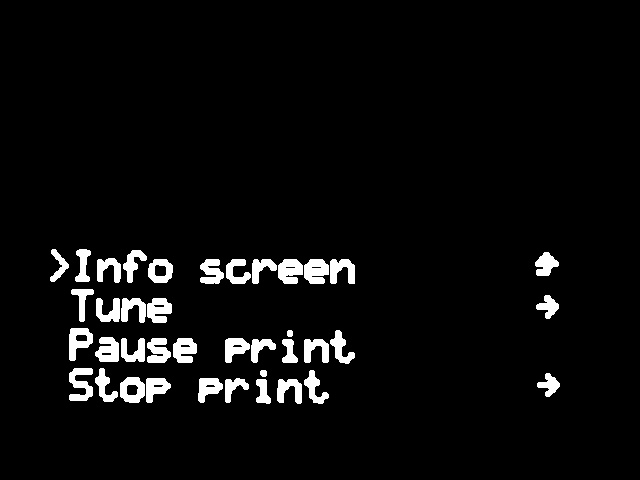 >Info screen ↰
Tune →
Pause print
Stop print →